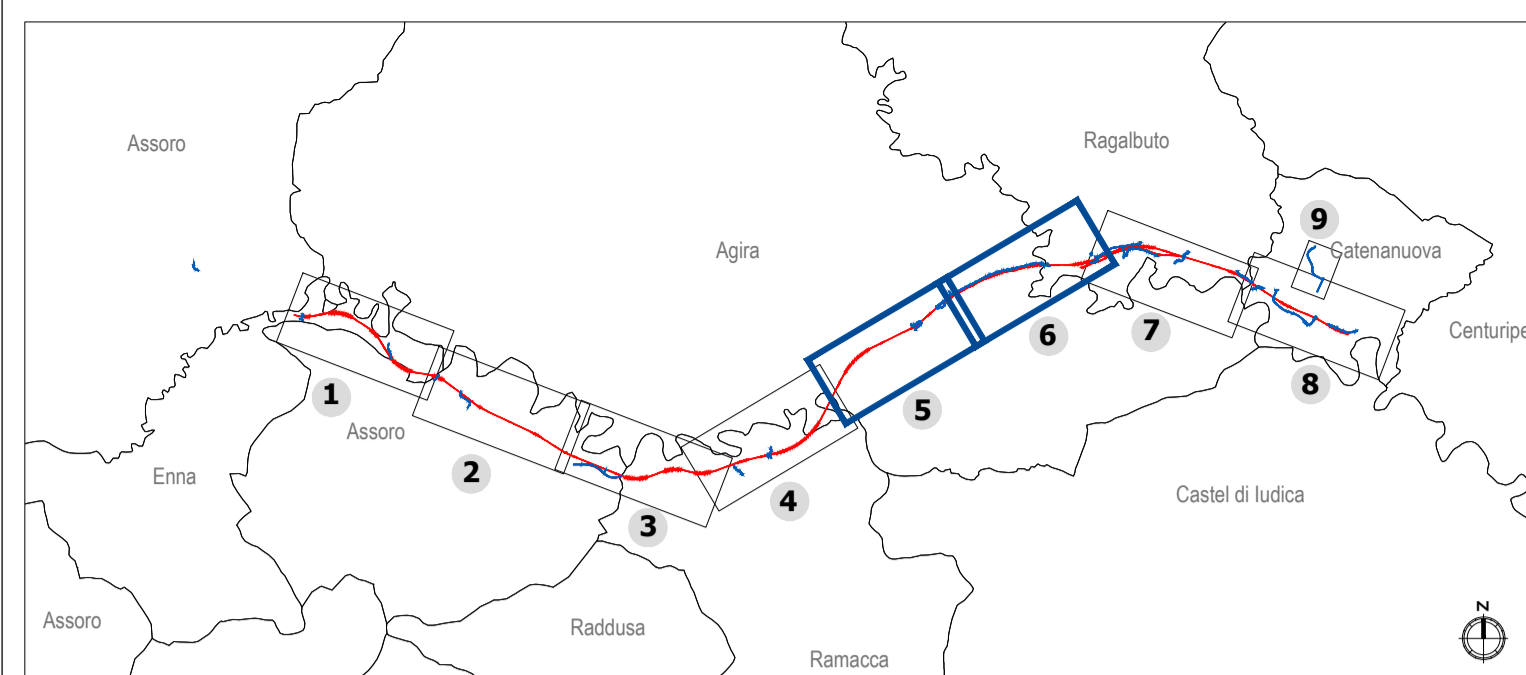 Assoro
Ragalbuto
9
Agira
Catenanuova
Centuripe
6
7
8
1
5
Assoro
2
Enna
4
Castel di Iudica
3
N
Assoro
Raddusa
Ramacca